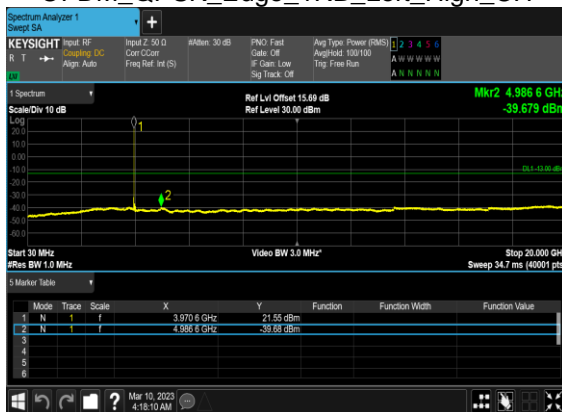 Spectrum Analyzer 1
Swept SA
+
KEYSIGHT Input: RF Input Z: 50 Ω #Atten: 30 dB PNO: Fast Avg Type: Power (RMS) 1 2 3 4 5 6
R T Coupling: DC Corr CCorr Gate: Off Avg|Hold: 100/100 A W W W W W
Align: Auto Freq Ref: Int (S) IF Gain: Low Trig: Free Run
Sig Track: Off A N N N N N
LU
1 Spectrum Ref Lvl Offset 15.69 dB Mkr2 4.986 6 GHz
Scale/Div 10 dB Ref Level 30.00 dBm -39.679 dBm
Log
20.0
10.0
0.00
-10.0
-20.0
-30.0
-40.0
-50.0
-60.0
1
2
DL1 -13.00 dBm
Start 30 MHz Video BW 3.0 MHz* Stop 20.000 GHz
#Res BW 1.0 MHz Sweep 34.7 ms (40001 pts)
5 Marker Table
Mode Trace Scale X Y Function Function Width Function Value
1 N 1 f 3.970 6 GHz 21.55 dBm
2 N 1 f 4.986 6 GHz -39.68 dBm
3
4
5
6
? Mar 10, 2023
4:18:10 AM